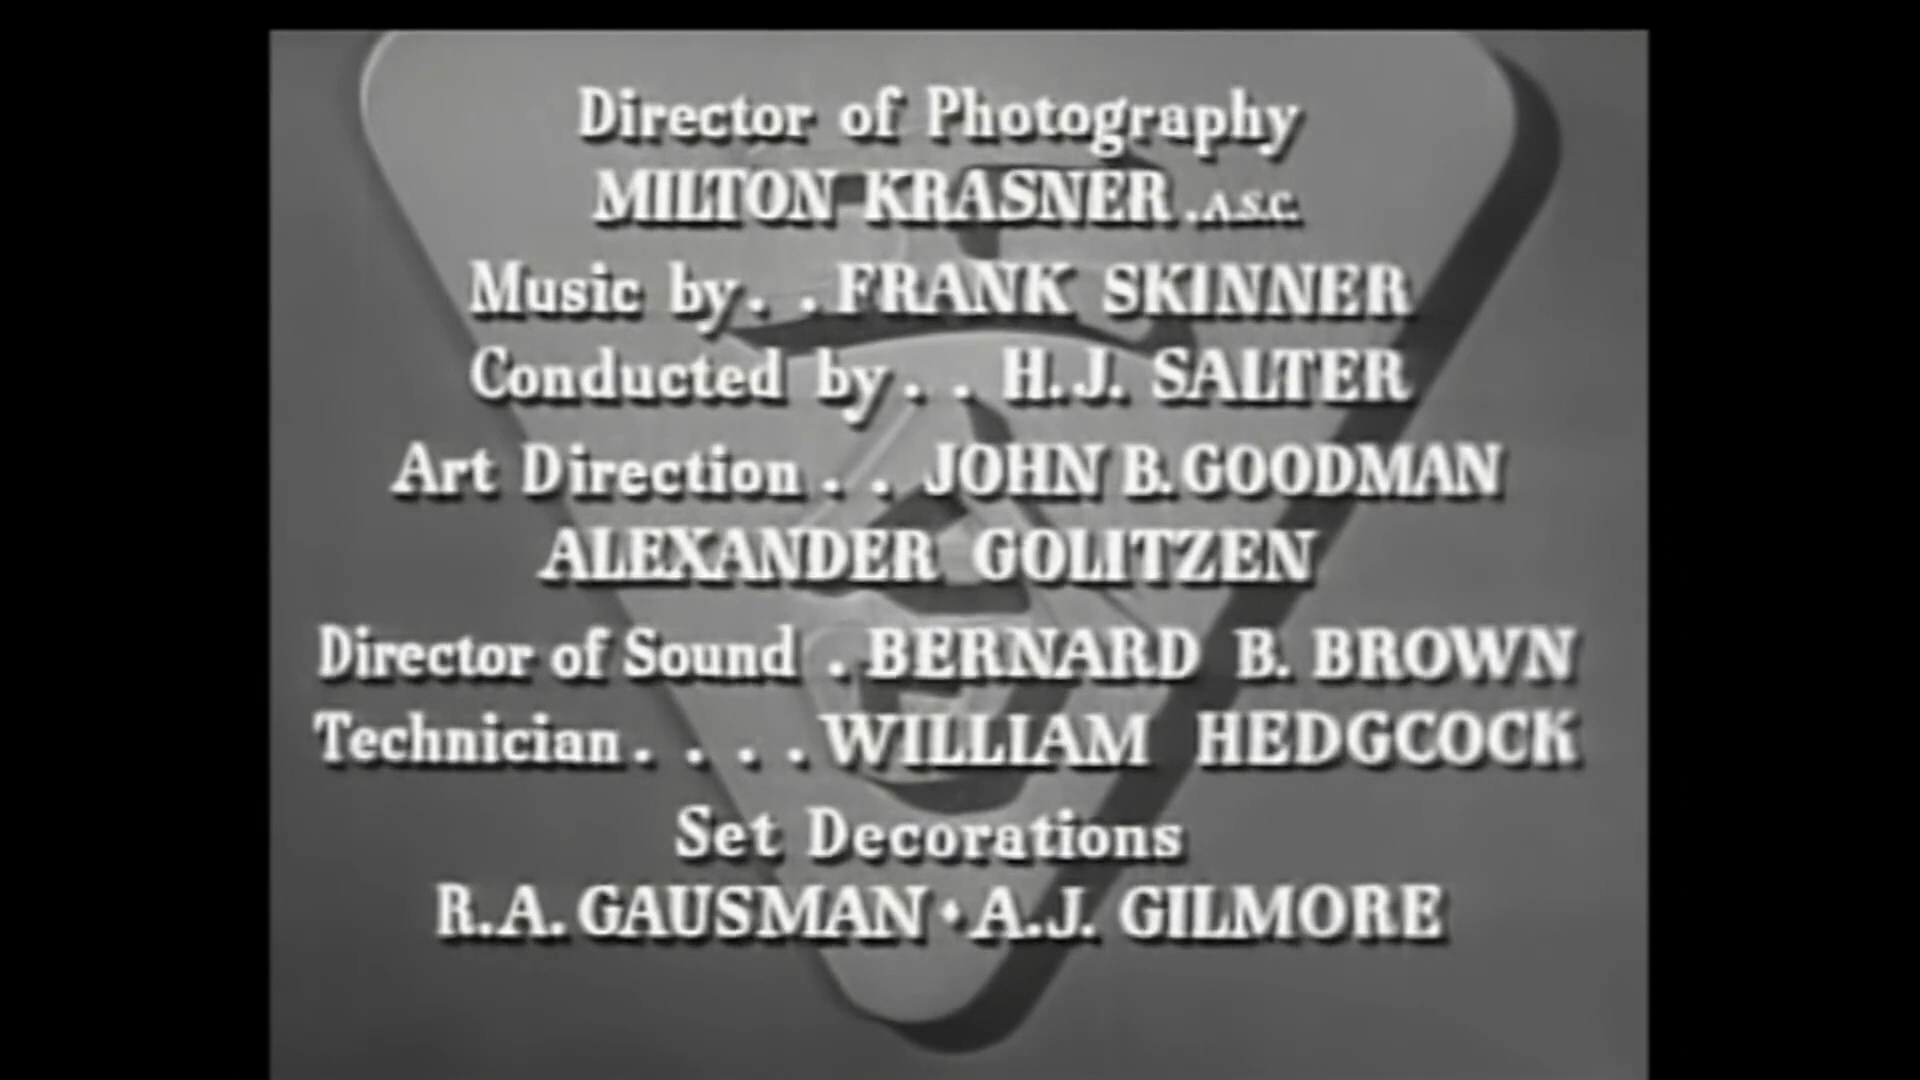 Director of Photography
MILTON KRASNER, A.S.C.
Music by. . FRANK SKINNER
Conducted by. . H.J. SALTER
Art Direction . . JOHN B. GOODMAN
ALEXANDER GOLITZEN
Director of Sound . BERNARD B. BROWN
Technician. . . . WILLIAM HEDGCOCK
Set Decorations
R.A. GAUSMAN • A.J. GILMORE